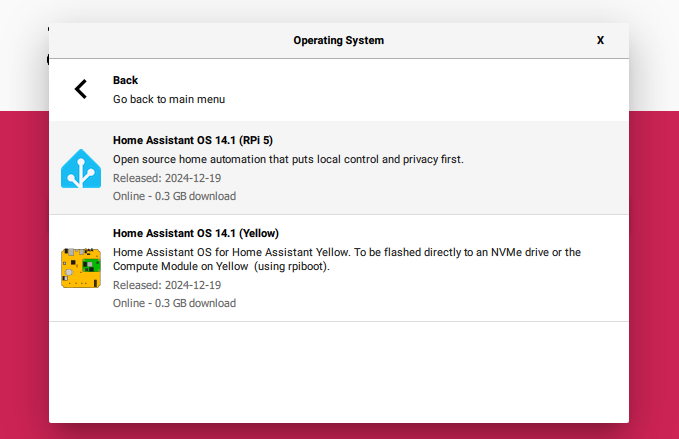 Operating System
X
Back
Go back to main menu
Home Assistant OS 14.1 (RPi 5)
Open source home automation that puts local control and privacy first.
Released: 2024-12-19
Online - 0.3 GB download
Home Assistant OS 14.1 (Yellow)
Home Assistant OS for Home Assistant Yellow. To be flashed directly to an NVMe drive or the
Compute Module on Yellow  (using rpiboot).
Released: 2024-12-19
Online - 0.3 GB download